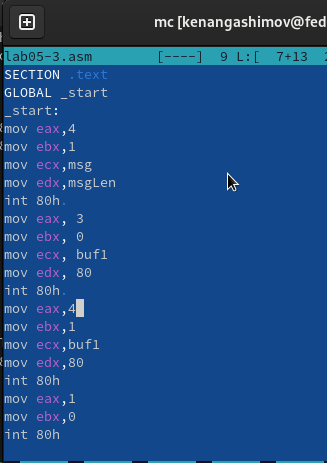 mc [kenangashimov@fed
lab05-3.asm [----] 9 L:[ 7+13
SECTION .text
GLOBAL _start
_start:
mov eax,4
mov ebx,1
mov ecx,msg
mov edx,msgLen
int 80h
mov eax, 3
mov ebx, 0
mov ecx, buf1
mov edx, 80
int 80h
mov eax,4
mov ebx,1
mov ecx,buf1
mov edx,80
int 80h
mov eax,1
mov ebx,0
int 80h